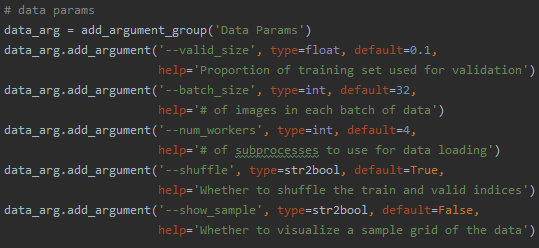 # data params
data_arg = add_argument_group('Data Params')
data_arg.add_argument('--valid_size', type=float, default=0.1,
                      help='Proportion of training set used for validation')
data_arg.add_argument('--batch_size', type=int, default=32,
                      help='# of images in each batch of data')
data_arg.add_argument('--num_workers', type=int, default=4,
                      help='# of subprocesses to use for data loading')
data_arg.add_argument('--shuffle', type=str2bool, default=True,
                      help='Whether to shuffle the train and valid indices')
data_arg.add_argument('--show_sample', type=str2bool, default=False,
                      help='Whether to visualize a sample grid of the data')